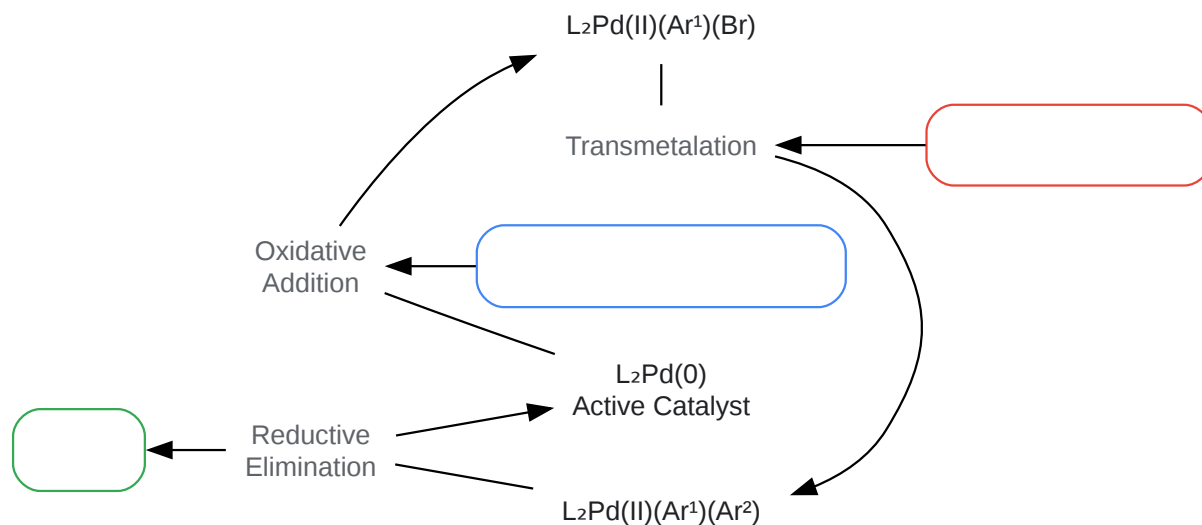 L₂Pd(II)(Ar¹)(Br)
Transmetalation
Oxidative
Addition
L₂Pd(0)
Active Catalyst
Reductive
Elimination
L₂Pd(II)(Ar¹)(Ar²)